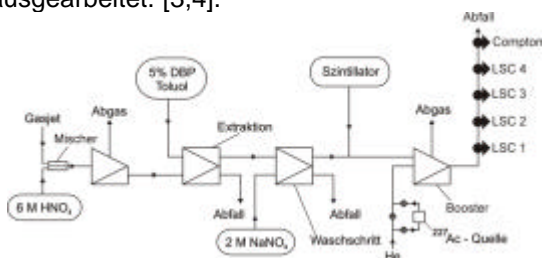 ausgearbeitet. [3,4].
Abfall
Compton
LSC 4
LSC 3
LSC 2
LSC 1
5% DBP
Toluol
Szintillator
Gasjet
Abgas
Extraktion
Abgas
Mischer
6 M HNO₃
Abfall
Abfall
2 M NaNO₃
Waschschritt
Booster
²²⁷Ac - Quelle
He